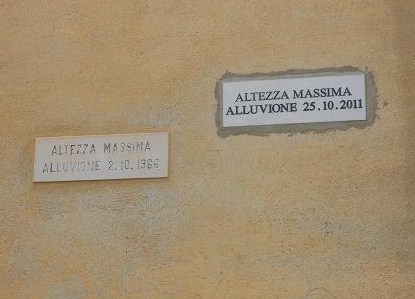 ALTEZZA MASSIMA
ALLUVIONE 2.10.1966
ALTEZZA MASSIMA
ALLUVIONE 25.10.2011